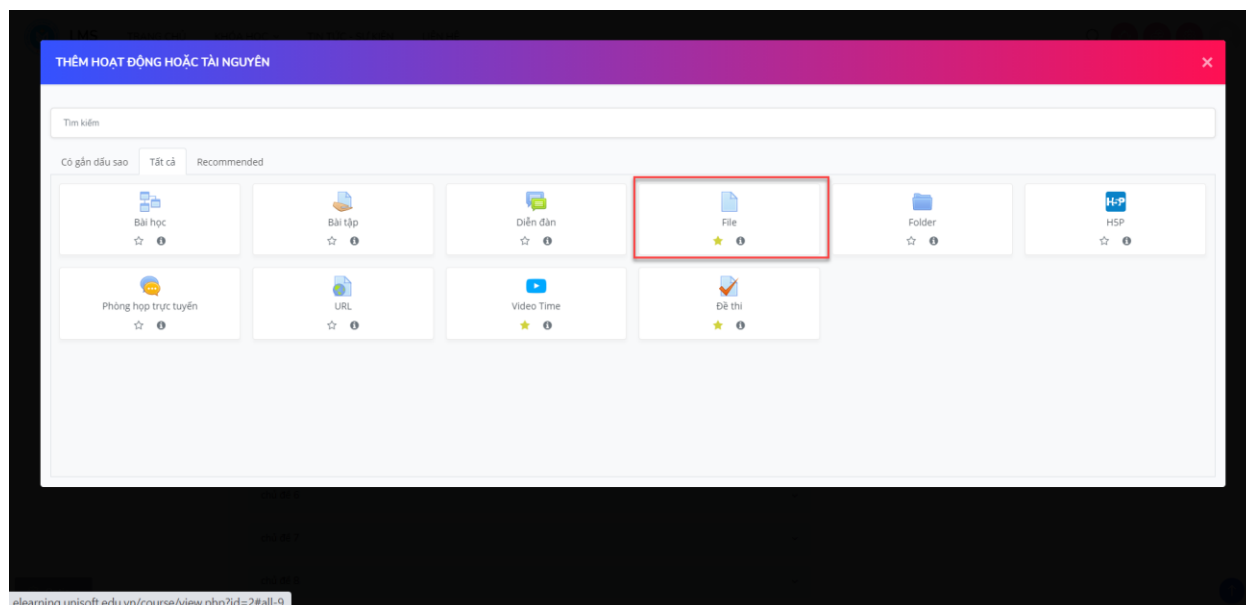 LMS
THÊM HOẠT ĐỘNG HOẶC TÀI NGUYÊN
Tìm kiếm
Có gắn dấu sao Tất cả Recommended
Bài học Bài tập Diễn đàn File Folder H5P
Phòng họp trực tuyến URL Video Time Đề thi
elearning.unisoft.edu.vn/course/view.php?id=2#all-9